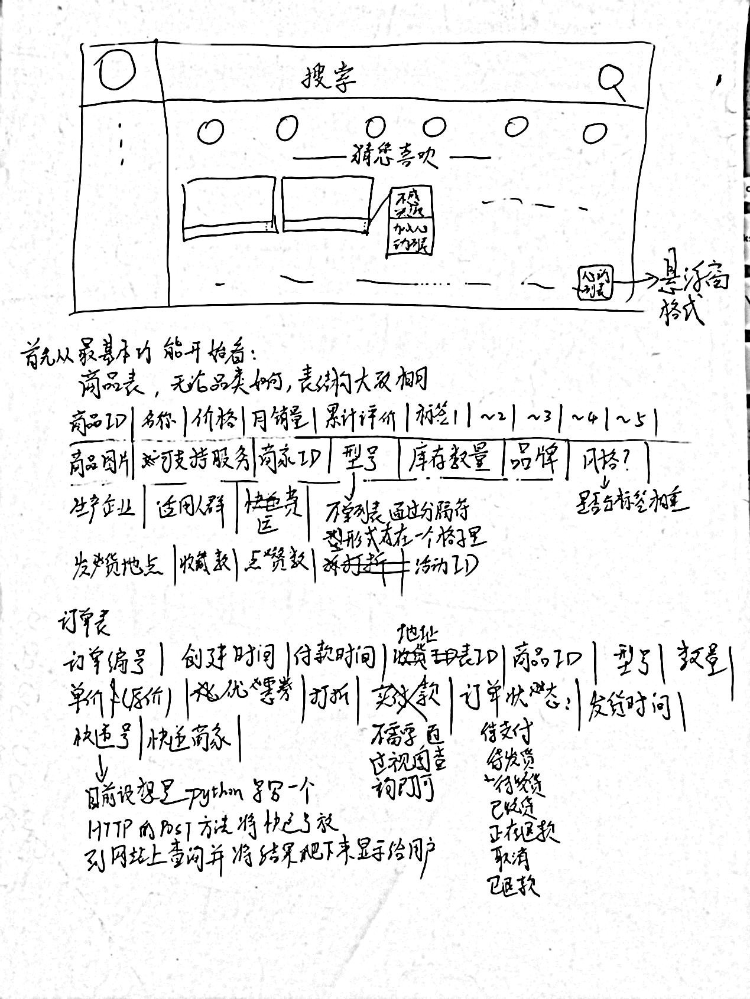 搜索
猜您喜欢
不感
兴趣
加入心
动列表
心动
列表
悬浮窗
格式
首先从最基本功能开始看：
商品表，无论品类如何，表结构大致相同
商品ID| 名称 |价格| 月销量| 累计评价 | 标签1 | ~2| ~3| ~4| ~5|
商品图片| 可支持服务|商家ID| 型号 | 库存数量| 品牌 | 风格？|
生产企业| 适用人群 | 快递费 |
运
是否与标签相重
不单列表 通过分隔符
型形式存在一个格子里
发货地点 |收藏数| 点赞数| 打折 | 活动ID
订单表
地址
订单编号| 创建时间|付款时间|收货 表ID|商品ID | 型号| 数量|
单价 (原价) | 优惠券 |打折| 实付款 |订单状态：|发货时间|
快递号|快递商家|
不需要 通
过视图查
询即可
待支付
待发货
待收货
已收货
正在退款
取消
已退款
目前设想是 python 写一个
HTTP的POST方法将快递号放
到网站上查询并将结果爬下来显示给用户